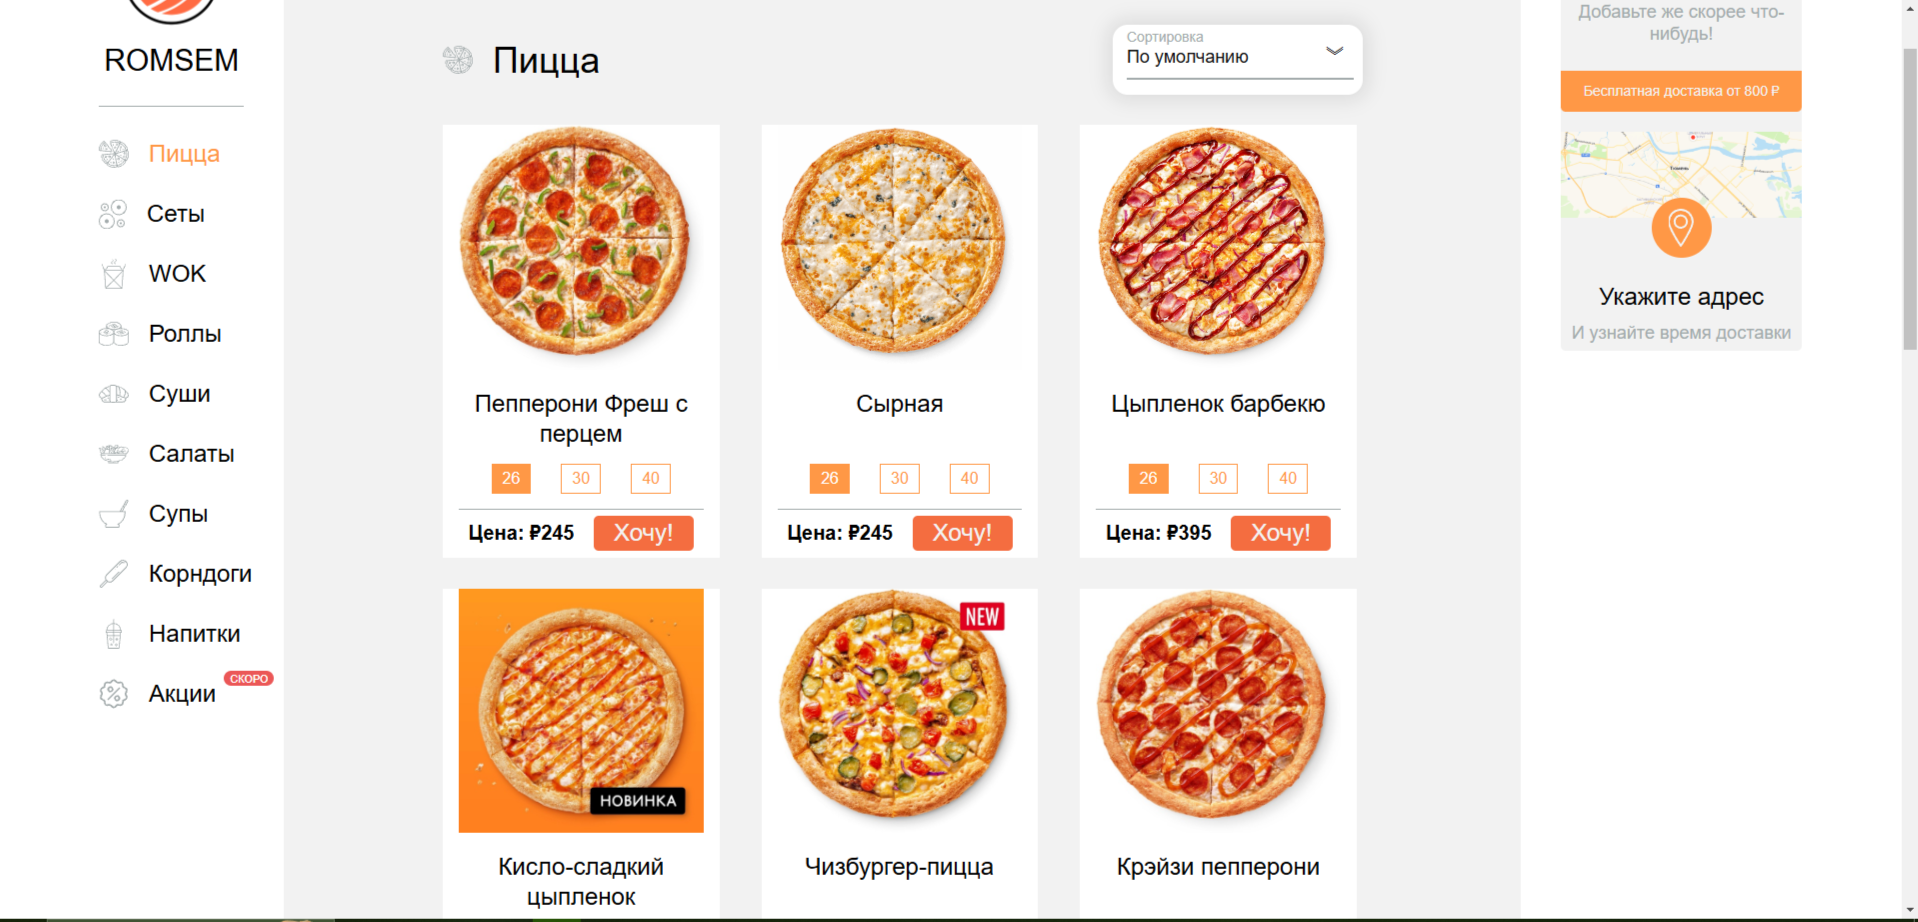 ROMSEM
Пицца
Сеты
WOK
Роллы
Суши
Салаты
Супы
Корндоги
Напитки
Акции
СКОРО
Пицца
Сортировка
По умолчанию
Пепперони Фреш с
перцем
26 30 40
Цена: ₽245 Хочу!
Сырная
26 30 40
Цена: ₽245 Хочу!
Цыпленок барбекю
26 30 40
Цена: ₽395 Хочу!
НОВИНКА
Кисло-сладкий
цыпленок
NEW
Чизбургер-пицца
Крэйзи пепперони
Добавьте же скорее что-
нибудь!
Бесплатная доставка от 800 ₽
Тюмень
Укажите адрес
И узнайте время доставки